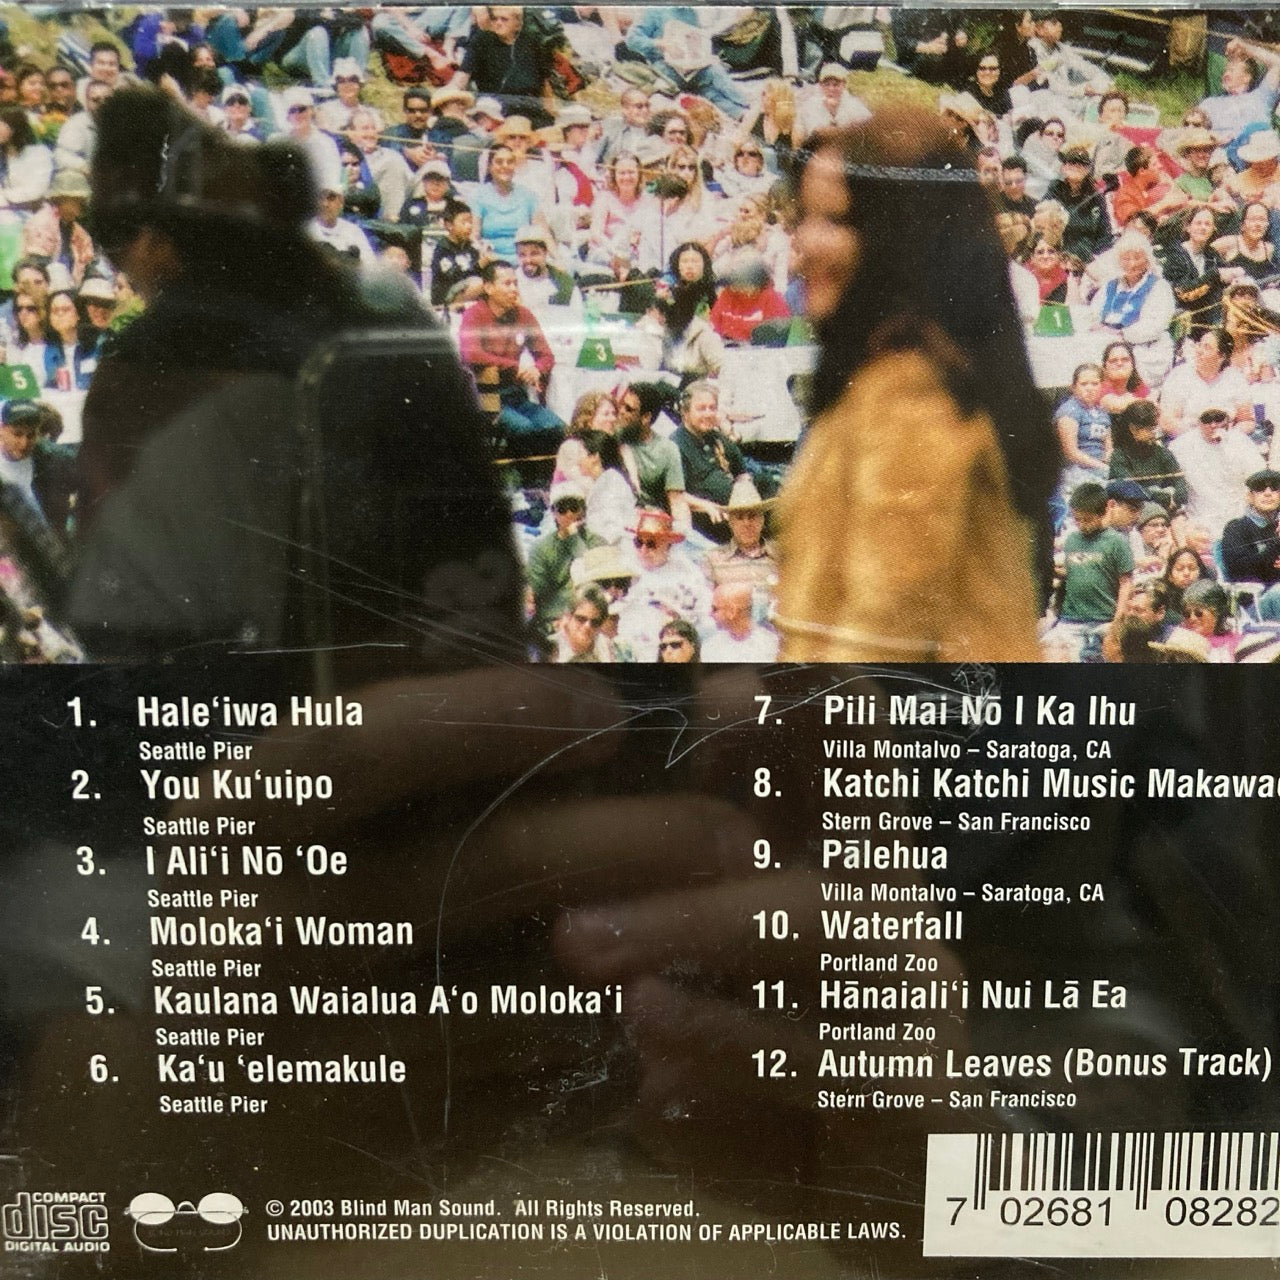 5
3
1
1. Hale‘iwa Hula
Seattle Pier
2. You Ku‘uipo
Seattle Pier
3. I Ali‘i Nō ‘Oe
Seattle Pier
4. Moloka‘i Woman
Seattle Pier
5. Kaulana Waialua A‘o Moloka‘i
Seattle Pier
6. Ka‘u ‘elemakule
Seattle Pier
7. Pili Mai Nō I Ka Ihu
Villa Montalvo – Saratoga, CA
8. Katchi Katchi Music
Stern Grove – San Francisco
9. Pālehua
Villa Montalvo – Saratoga, CA
10. Waterfall
Portland Zoo
11. Hānaiali‘i Nui Lā Ea
Portland Zoo
12. Autumn Leaves (Bonus Track)
Stern Grove – San Francisco
COMPACT
disc
DIGITAL AUDIO
© 2003 Blind Man Sound. All Rights Reserved.
UNAUTHORIZED DUPLICATION IS A VIOLATION OF APPLICABLE LAWS.
7 02681 08282